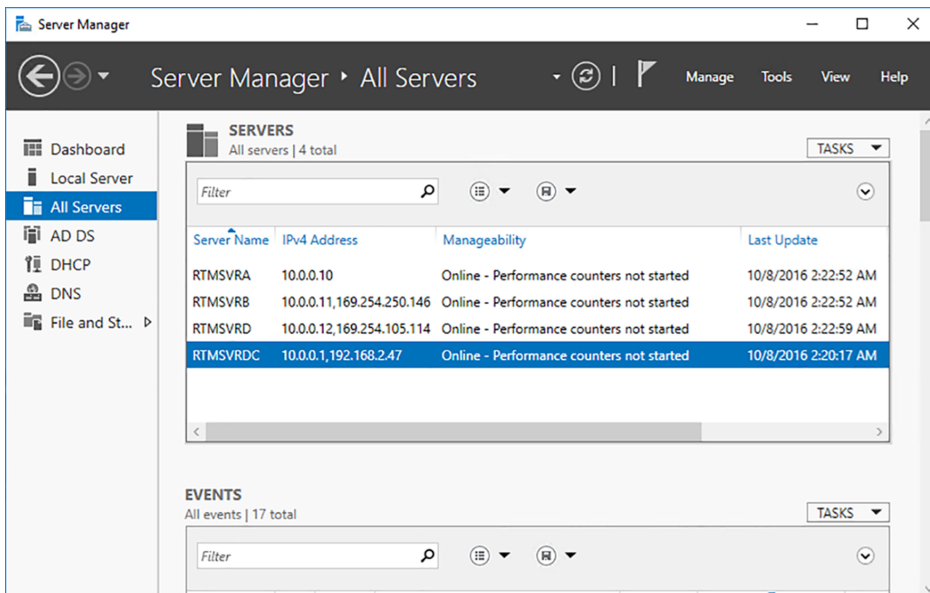 Server Manager
Server Manager ‣ All Servers
Manage Tools View Help
Dashboard
Local Server
All Servers
AD DS
DHCP
DNS
File and St...
SERVERS
All servers | 4 total
TASKS
Filter
Server Name IPv4 Address Manageability Last Update
RTMSVRA 10.0.0.10 Online - Performance counters not started 10/8/2016 2:22:52 AM
RTMSVRB 10.0.0.11,169.254.250.146 Online - Performance counters not started 10/8/2016 2:22:52 AM
RTMSVRD 10.0.0.12,169.254.105.114 Online - Performance counters not started 10/8/2016 2:22:59 AM
RTMSVRDC 10.0.0.1,192.168.2.47 Online - Performance counters not started 10/8/2016 2:20:17 AM
EVENTS
All events | 17 total
TASKS
Filter